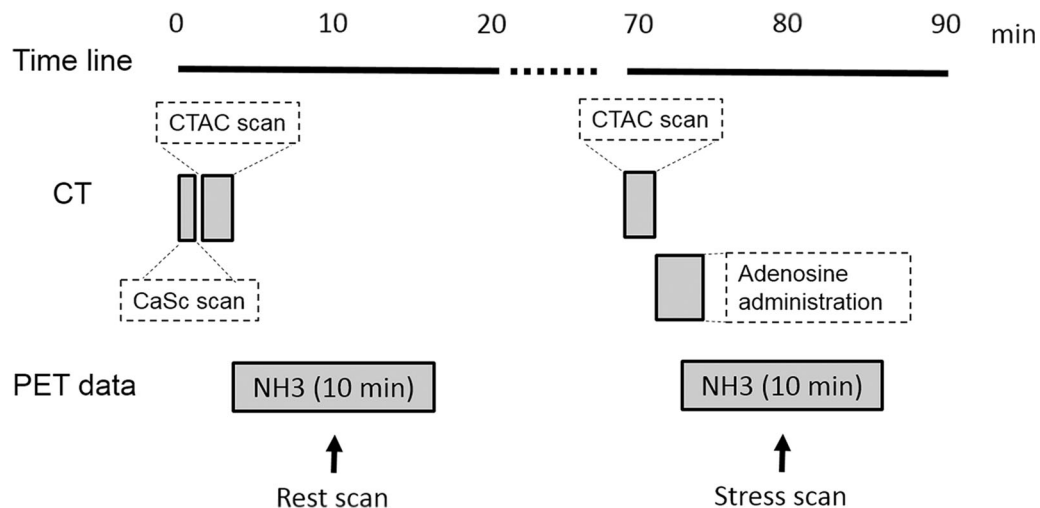 0 10 20 70 80 90 min
Time line
CTAC scan CTAC scan
CT
CaSc scan
Adenosine
administration
PET data NH3 (10 min) NH3 (10 min)
Rest scan Stress scan